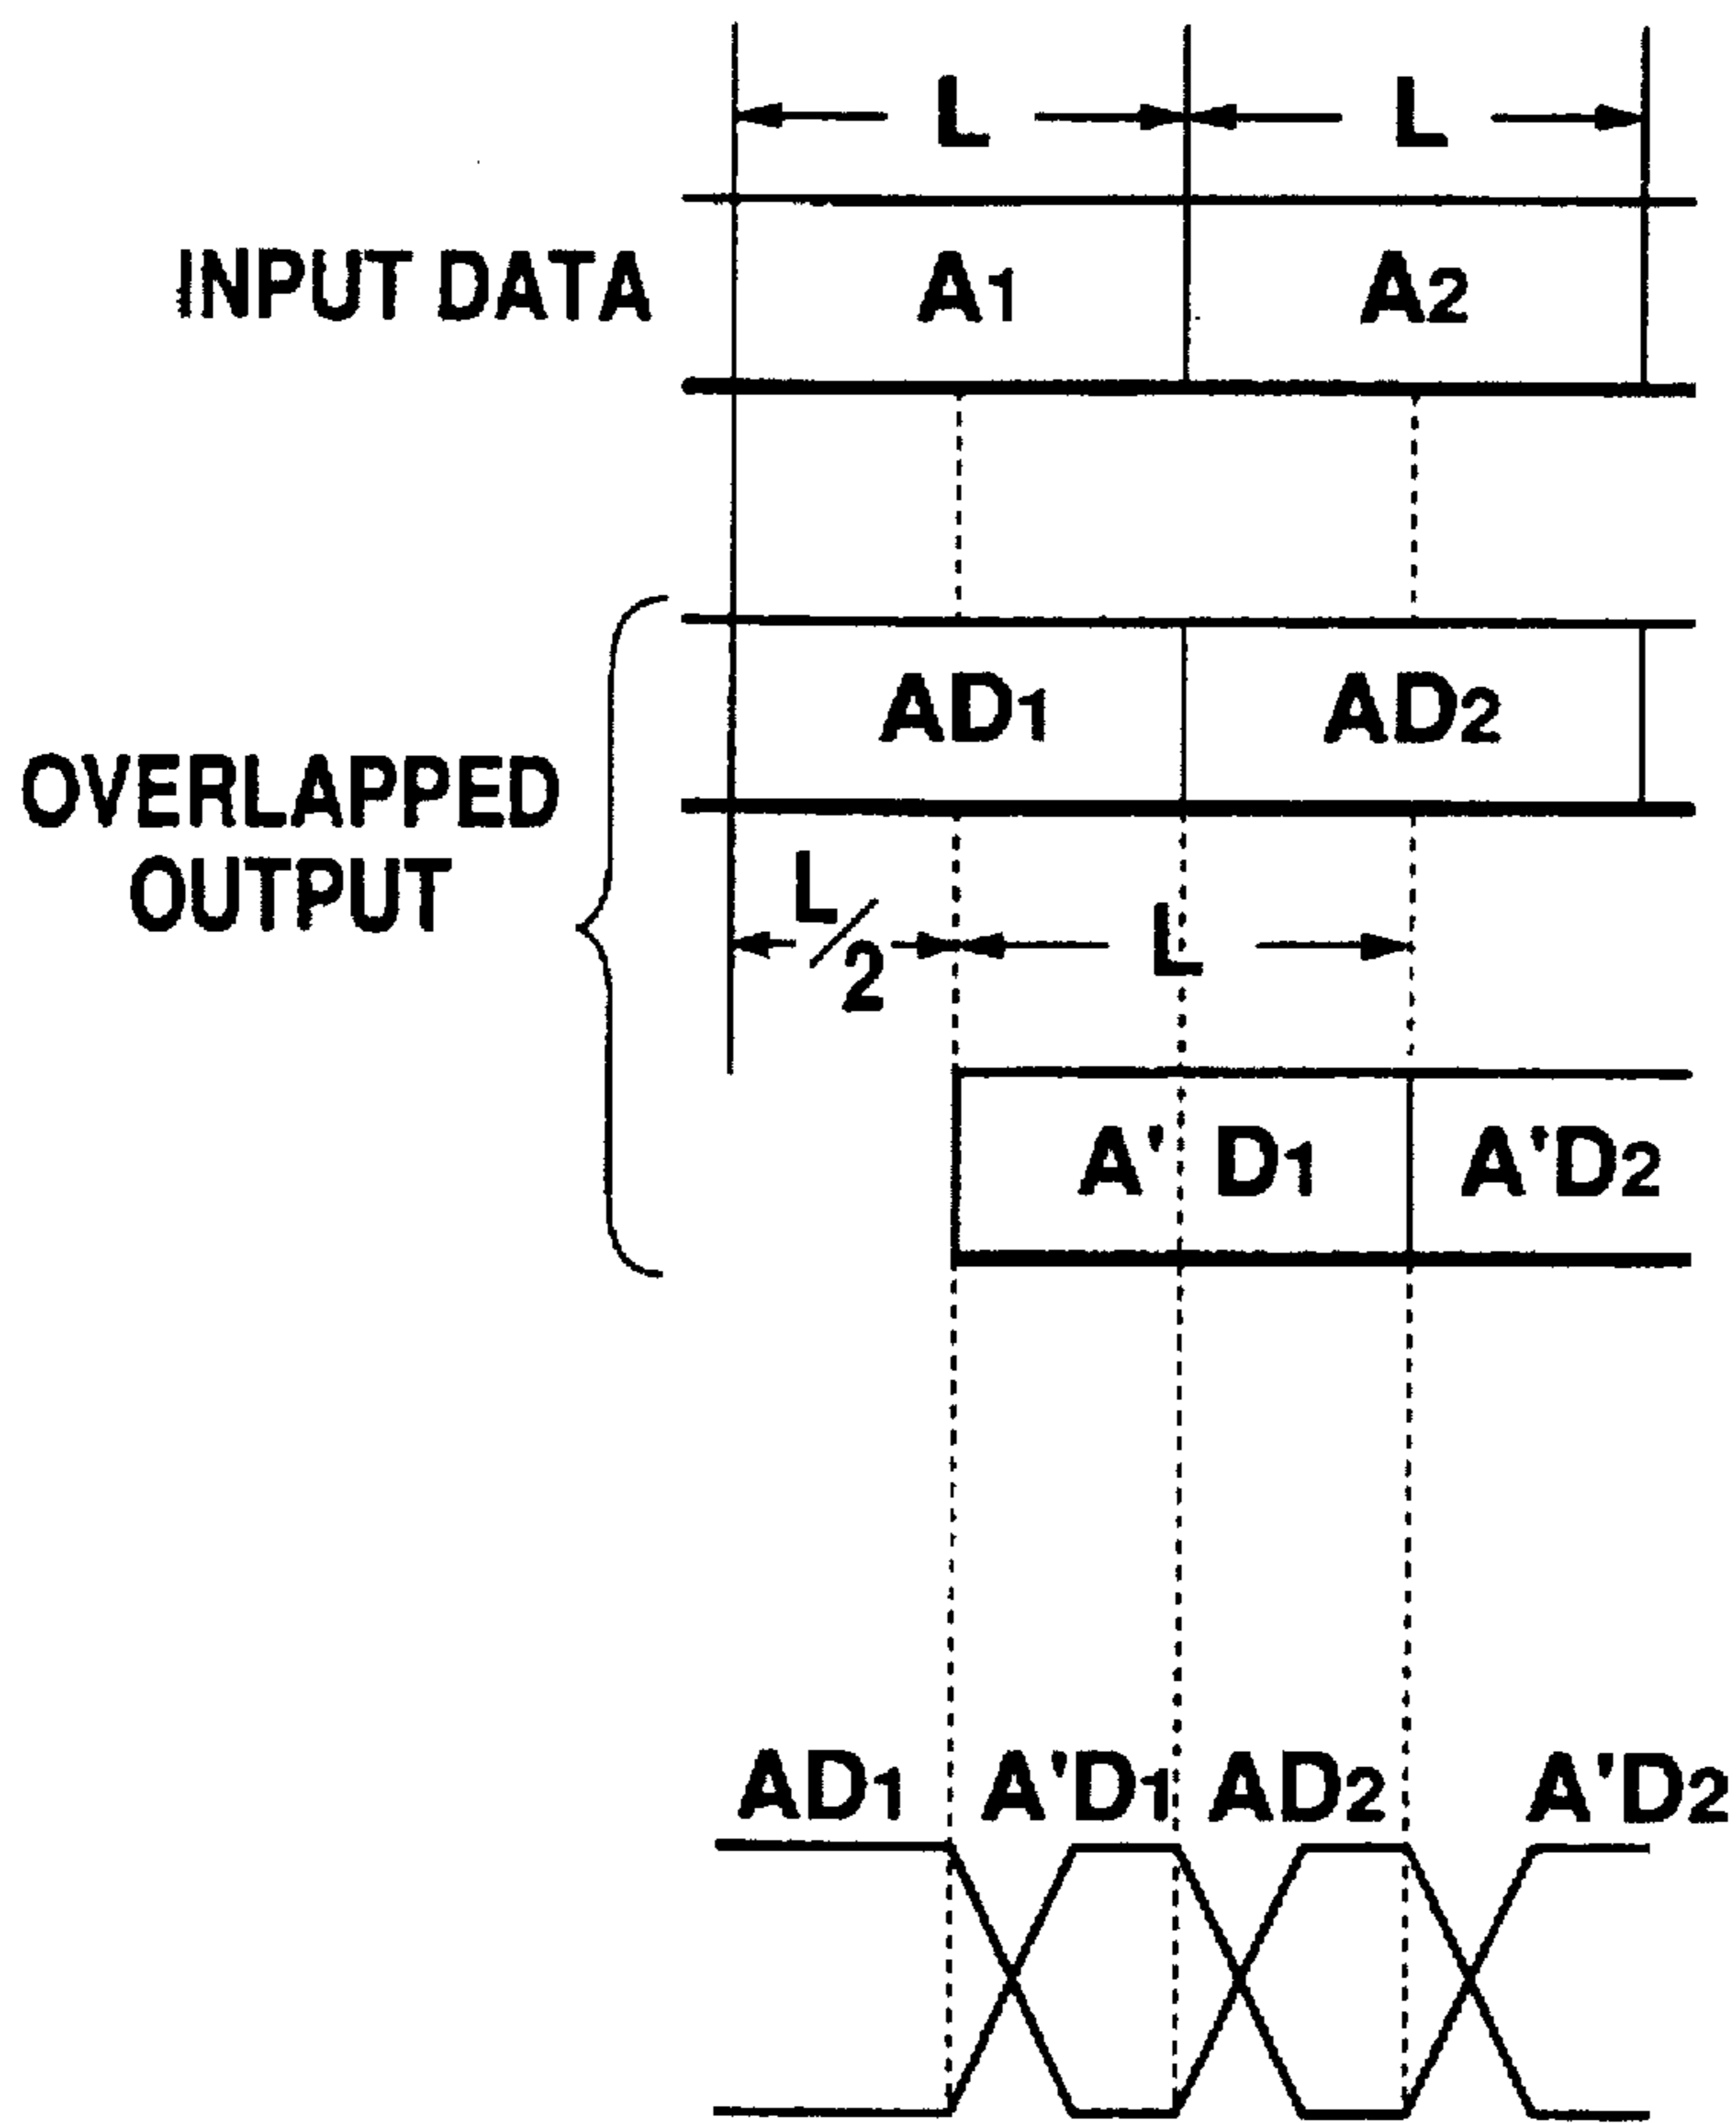 L L
INPUT DATA A1 A2
AD1 AD2
OVERLAPPED
OUTPUT
L/2 L
A'D1 A'D2
AD1 A'D1 AD2 A'D2